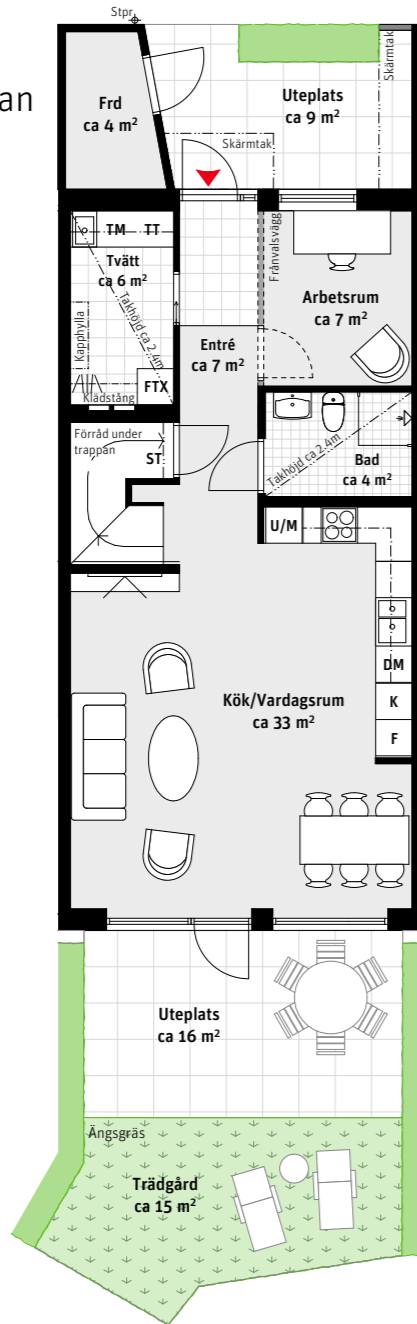 Stpr
an
Frd
ca 4 m²
Uteplats
ca 9 m²
Skärmtak
Skärmtak
TM TT
Tvätt
ca 6 m²
Takhöjd ca 2.4m
Kapphylla
Klädstång
FTX
Frånvalsvägg
Arbetsrum
ca 7 m²
Entré
ca 7 m²
Förråd under
trappan
ST
Takhöjd ca 2.4m
Bad
ca 4 m²
U/M
DM
K
F
Kök/Vardagsrum
ca 33 m²
Uteplats
ca 16 m²
Ängsgräs
Trädgård
ca 15 m²